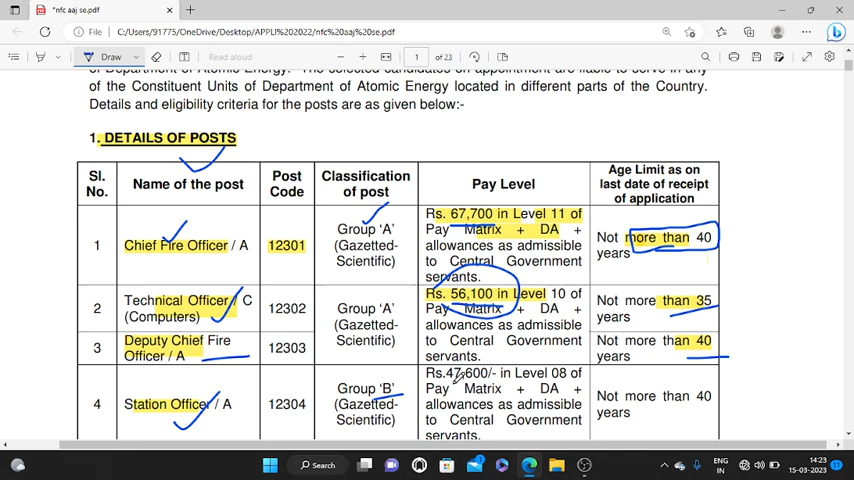 *nfc aaj se.pdf
C:/Users/91775/OneDrive/Desktop/APPLI%202022/nfc%20aaj%20se.pdf
Draw
Read aloud
1 of 23
of Department of Atomic Energy. The selected candidates on appointment are liable to serve in any
of the Constituent Units of Department of Atomic Energy located in different parts of the Country.
Details and eligibility criteria for the posts are as given below:-
1. DETAILS OF POSTS
Sl. No. Name of the post Post Code Classification of post Pay Level Age Limit as on last date of receipt of application
1 Chief Fire Officer / A 12301 Group ‘A’ (Gazetted- Scientific) Rs. 67,700 in Level 11 of Pay Matrix + DA + allowances as admissible to Central Government servants. Not more than 40 years
2 Technical Officer / C (Computers) 12302 Group ‘A’ (Gazetted- Scientific) Rs. 56,100 in Level 10 of Pay Matrix + DA + allowances as admissible to Central Government servants. Not more than 35 years
3 Deputy Chief Fire Officer / A 12303 Not more than 40 years
4 Station Officer / A 12304 Group ‘B’ (Gazetted- Scientific) Rs.47,600/- in Level 08 of Pay Matrix + DA + allowances as admissible to Central Government servants. Not more than 40 years
Search
ENG
IN
14:23
15-03-2023